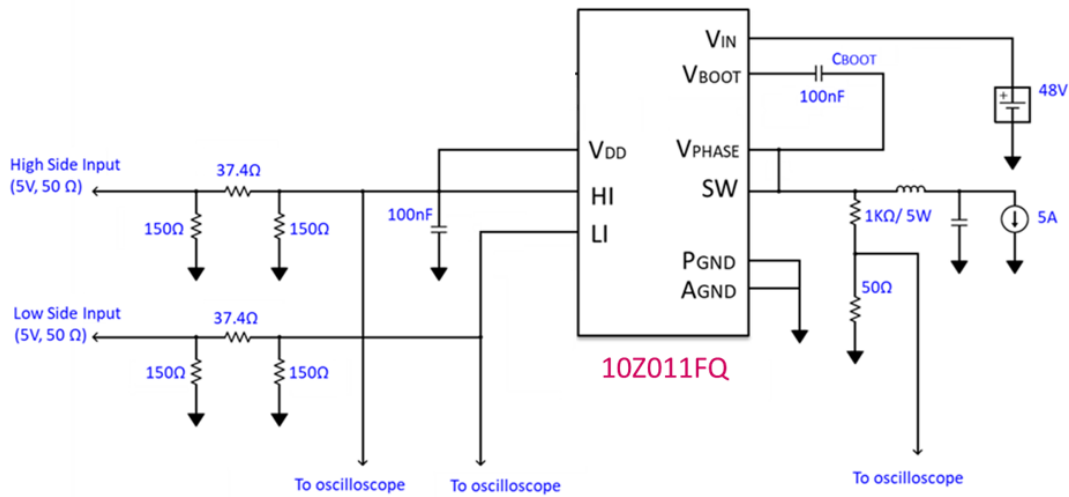 VIN
CBOOT
VBOOT
100nF
48V
VDD
VPHASE
High Side Input
(5V, 50 Ω)
37.4Ω
HI
SW
100nF
150Ω
150Ω
LI
1KΩ/ 5W
5A
PGND
AGND
50Ω
Low Side Input
(5V, 50 Ω)
37.4Ω
150Ω
150Ω
10Z011FQ
To oscilloscope
To oscilloscope
To oscilloscope